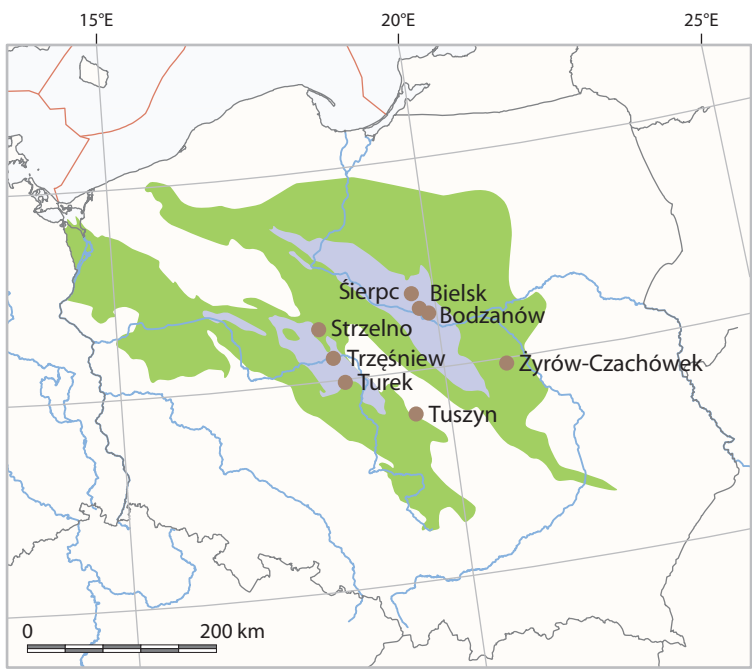 15°E 20°E 25°E
Śierpc Bielsk
Bodzanów
Strzelno
Trzęśniew
Żyrów-Czachówek
Turek
Tuszyn
0 200 km